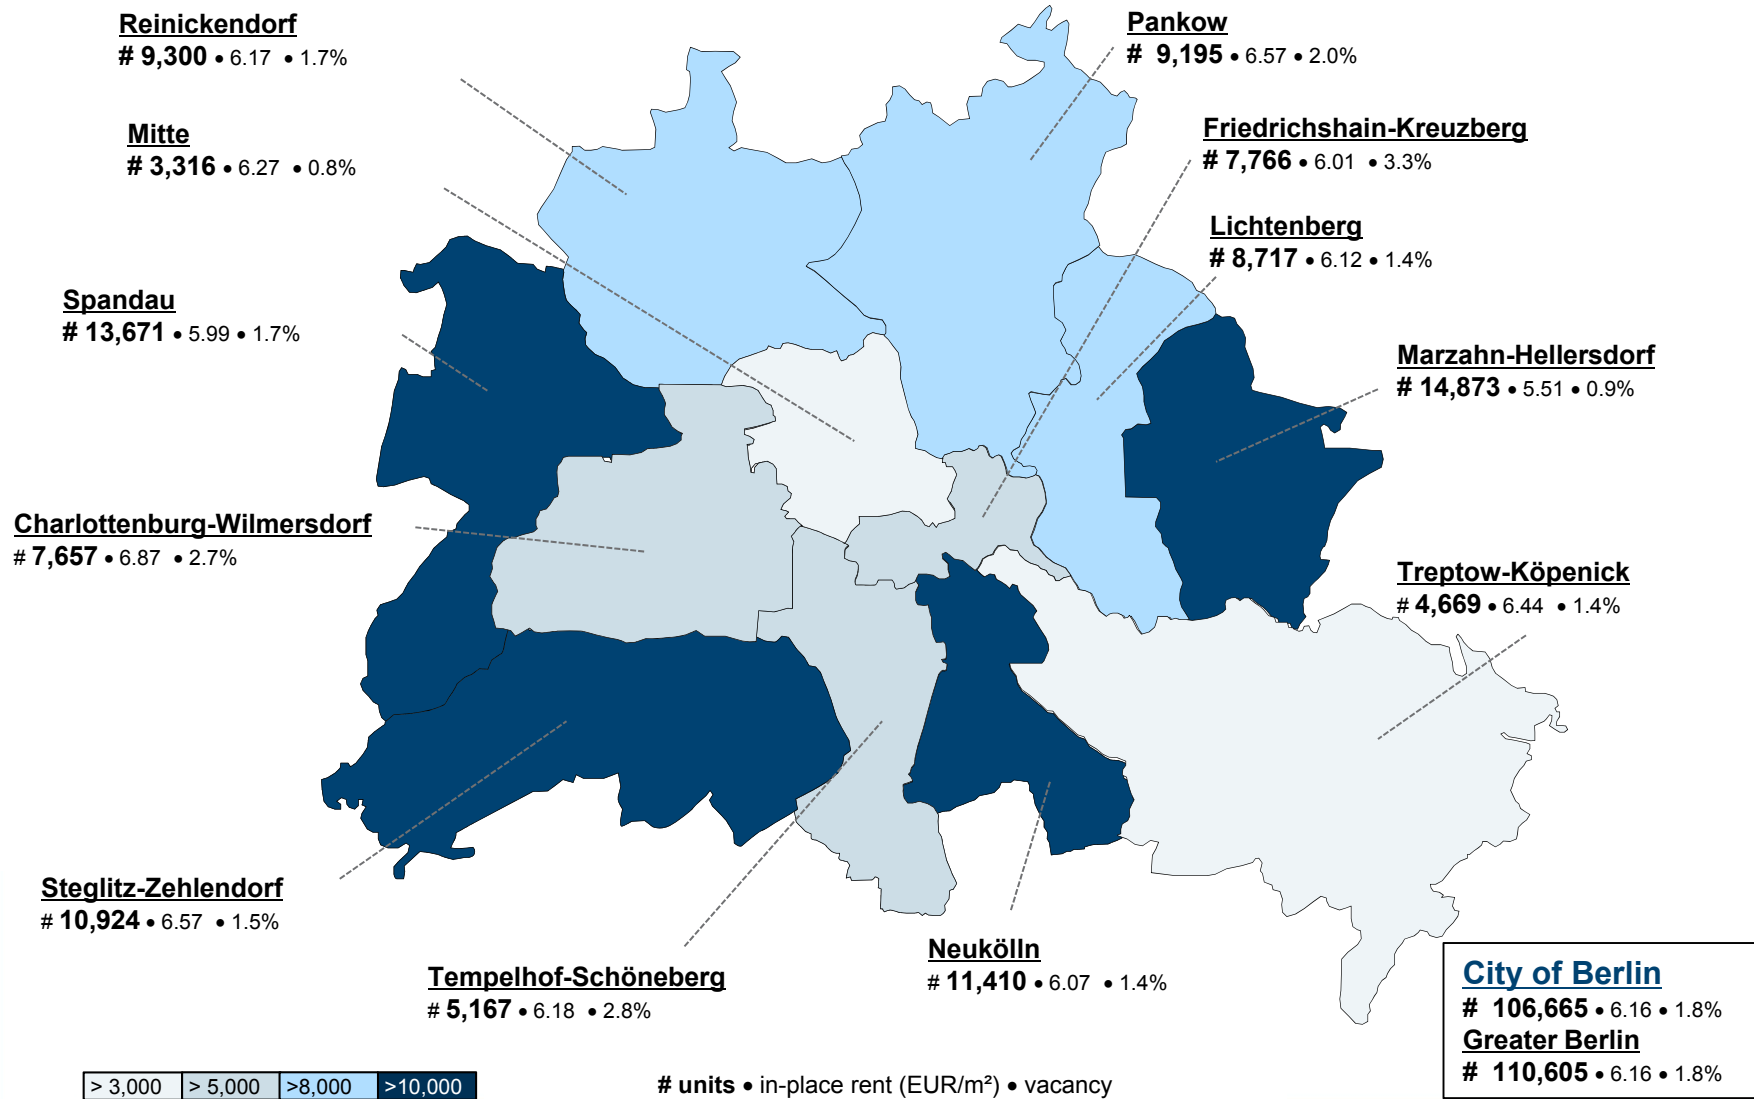 Reinickendorf
# 9,300 • 6.17 • 1.7%
Mitte
# 3,316 • 6.27 • 0.8%
Spandau
# 13,671 • 5.99 • 1.7%
Charlottenburg-Wilmersdorf
# 7,657 • 6.87 • 2.7%
Steglitz-Zehlendorf
# 10,924 • 6.57 • 1.5%
Tempelhof-Schöneberg
# 5,167 • 6.18 • 2.8%
Neukölln
# 11,410 • 6.07 • 1.4%
Pankow
# 9,195 • 6.57 • 2.0%
Friedrichshain-Kreuzberg
# 7,766 • 6.01 • 3.3%
Lichtenberg
# 8,717 • 6.12 • 1.4%
Marzahn-Hellersdorf
# 14,873 • 5.51 • 0.9%
Treptow-Köpenick
# 4,669 • 6.44 • 1.4%
City of Berlin
# 106,665 • 6.16 • 1.8%
Greater Berlin
# 110,605 • 6.16 • 1.8%
> 3,000 > 5,000 >8,000 >10,000
# units • in-place rent (EUR/m²) • vacancy